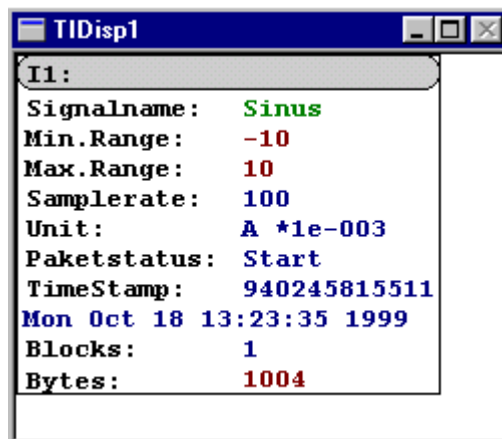 TIDisp1
I1:
Signalname: Sinus
Min.Range: -10
Max.Range: 10
Samplerate: 100
Unit: A *1e-003
Paketstatus: Start
TimeStamp: 940245815511
Mon Oct 18 13:23:35 1999
Blocks: 1
Bytes: 1004